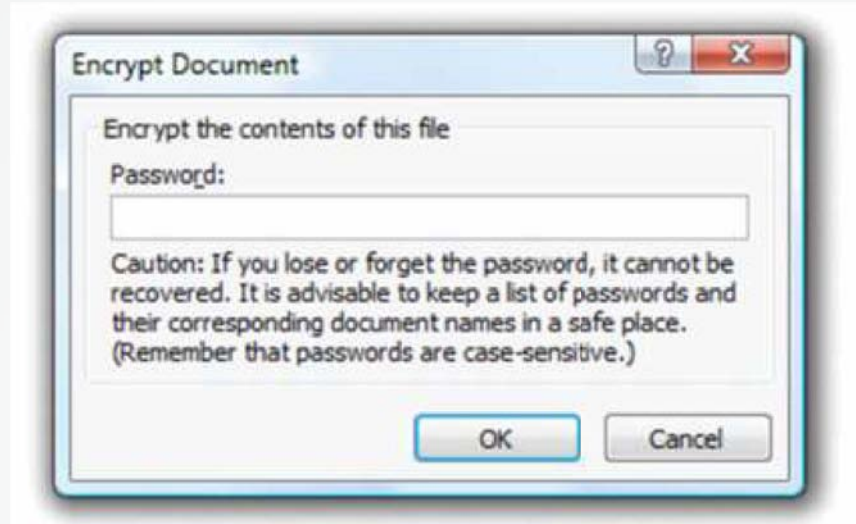 Encrypt Document
Encrypt the contents of this file
Password:
Caution: If you lose or forget the password, it cannot be
recovered. It is advisable to keep a list of passwords and
their corresponding document names in a safe place.
(Remember that passwords are case-sensitive.)
OK
Cancel